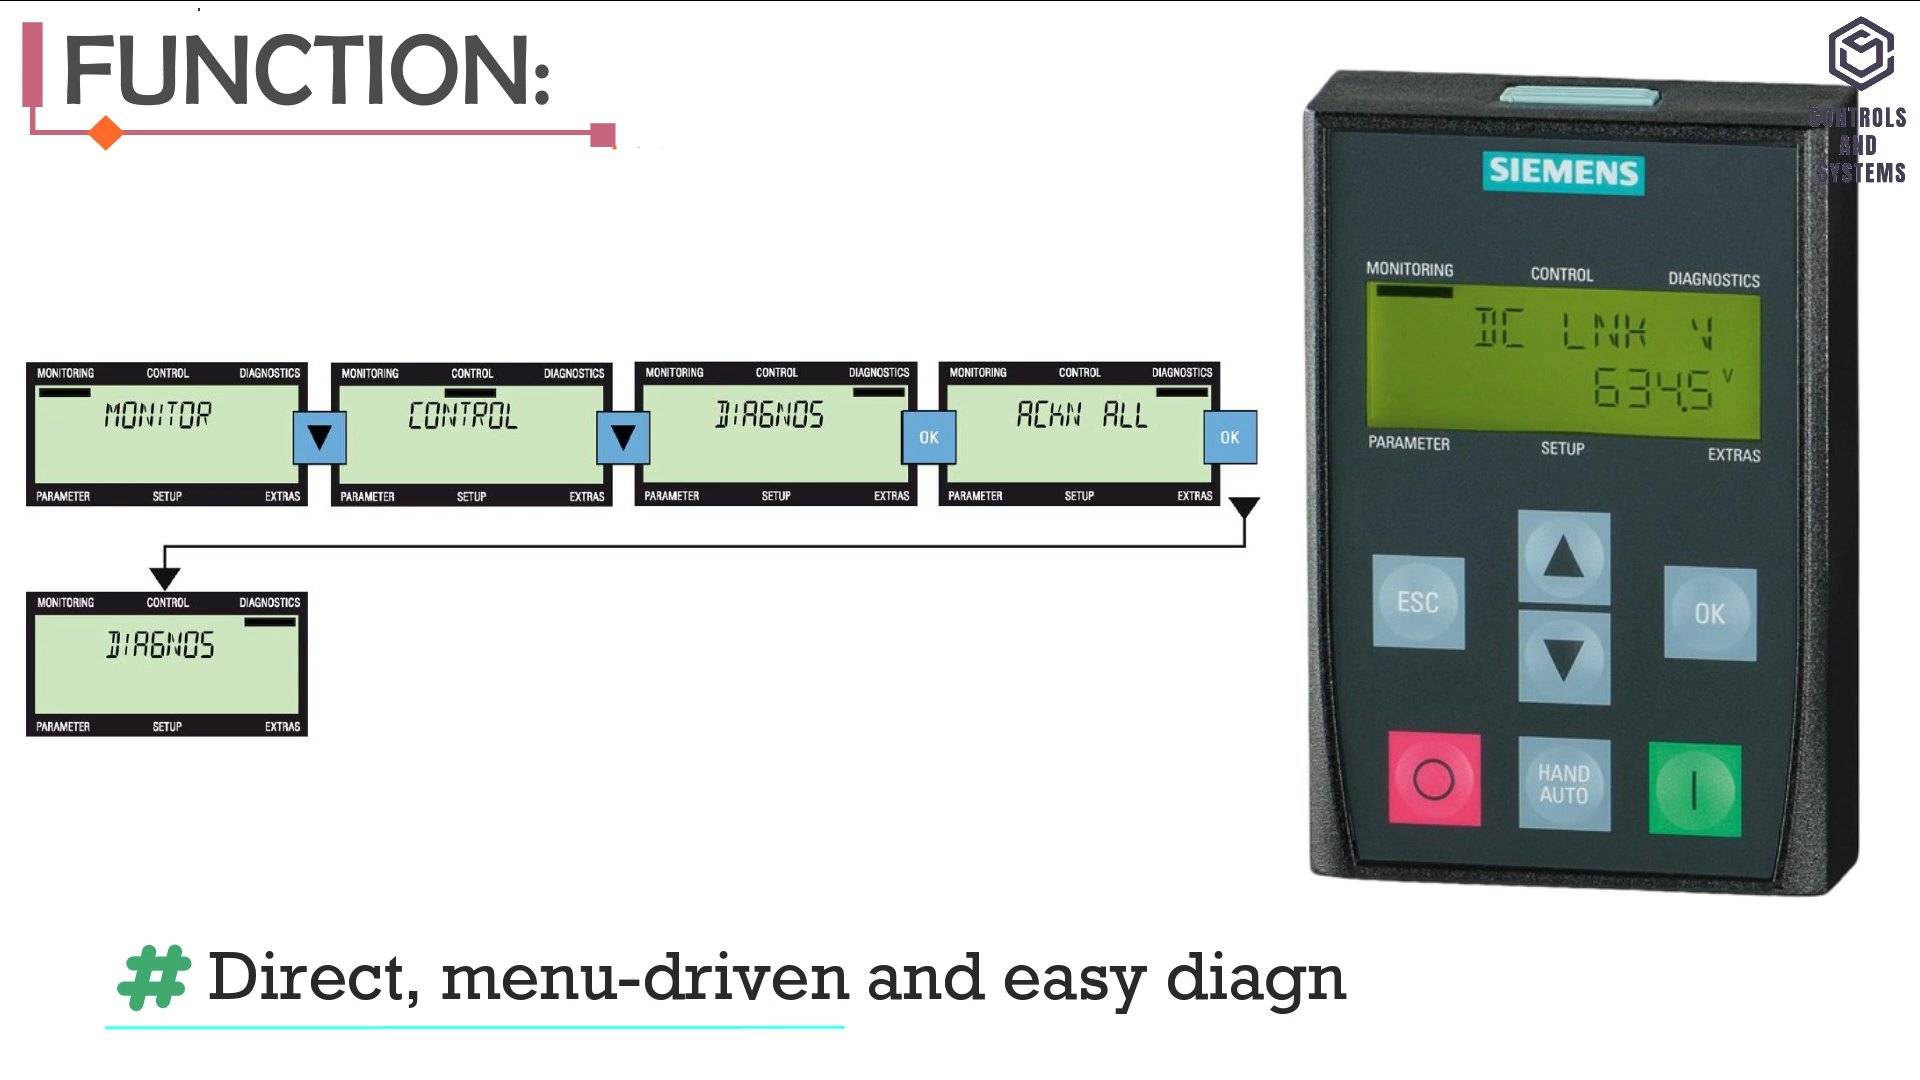 FUNCTION:
CONTROLS
AND
SYSTEMS
SIEMENS
MONITORING CONTROL DIAGNOSTICS
DC LNK V
634.5 V
PARAMETER SETUP EXTRAS
ESC
OK
HAND
AUTO
MONITORING CONTROL DIAGNOSTICS
MONITOR
PARAMETER SETUP EXTRAS
MONITORING CONTROL DIAGNOSTICS
CONTROL
PARAMETER SETUP EXTRAS
MONITORING CONTROL DIAGNOSTICS
DIAGNOS
OK
PARAMETER SETUP EXTRAS
MONITORING CONTROL DIAGNOSTICS
ACKN ALL
OK
PARAMETER SETUP EXTRAS
MONITORING CONTROL DIAGNOSTICS
DIAGNOS
PARAMETER SETUP EXTRAS
# Direct, menu-driven and easy diagn